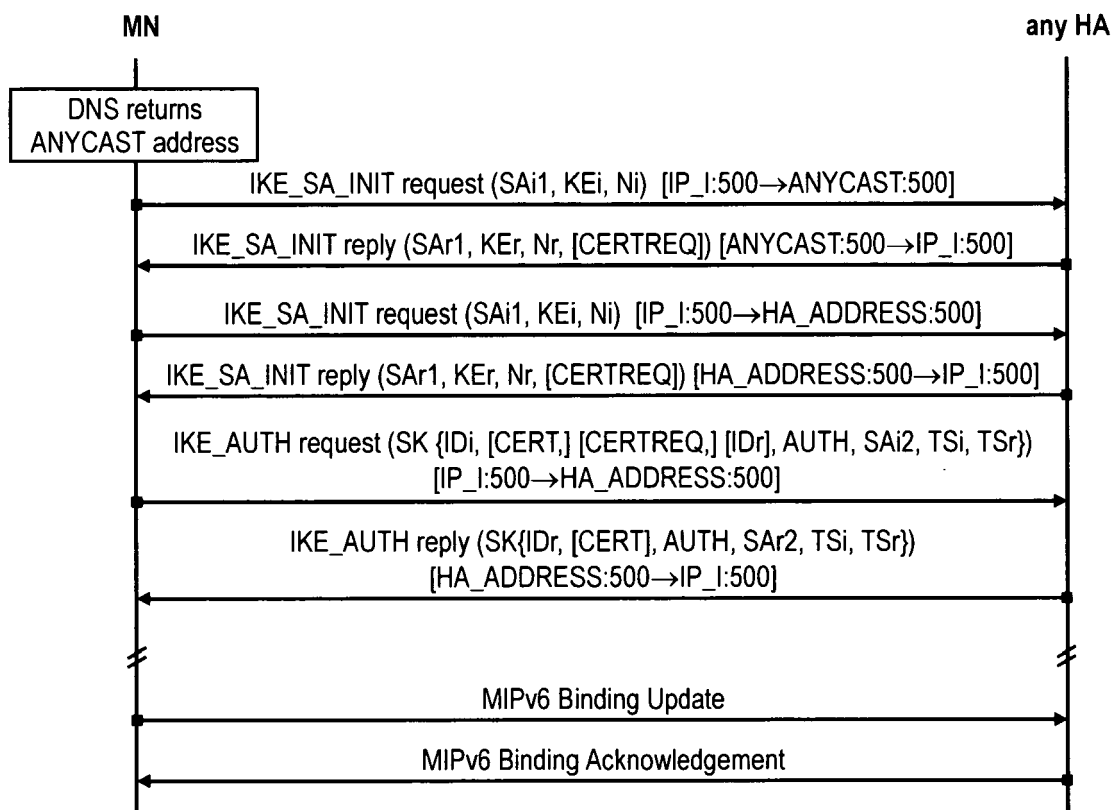 MN
any HA
DNS returns
ANYCAST address
IKE_SA_INIT request (SAi1, KEi, Ni) [IP_I:500→ANYCAST:500]
IKE_SA_INIT reply (SAr1, KEr, Nr, [CERTREQ]) [ANYCAST:500→IP_I:500]
IKE_SA_INIT request (SAi1, KEi, Ni) [IP_I:500→HA_ADDRESS:500]
IKE_SA_INIT reply (SAr1, KEr, Nr, [CERTREQ]) [HA_ADDRESS:500→IP_I:500]
IKE_AUTH request (SK {IDi, [CERT,] [CERTREQ,] [IDr], AUTH, SAi2, TSi, TSr})
[IP_I:500→HA_ADDRESS:500]
IKE_AUTH reply (SK{IDr, [CERT], AUTH, SAr2, TSi, TSr})
[HA_ADDRESS:500→IP_I:500]
MIPv6 Binding Update
MIPv6 Binding Acknowledgement